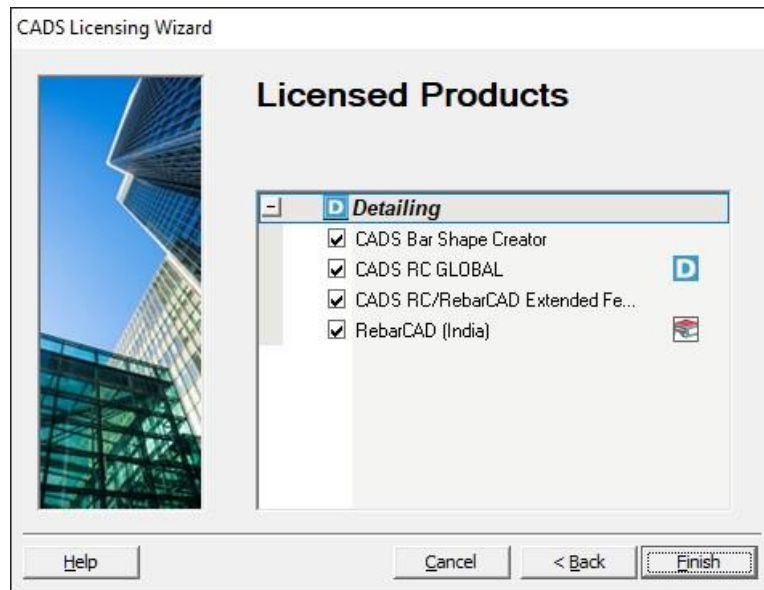 CADS Licensing Wizard
Licensed Products
D Detailing
CADS Bar Shape Creator
CADS RC GLOBAL D
CADS RC/RebarCAD Extended Fe...
RebarCAD (India)
Help Cancel < Back Finish